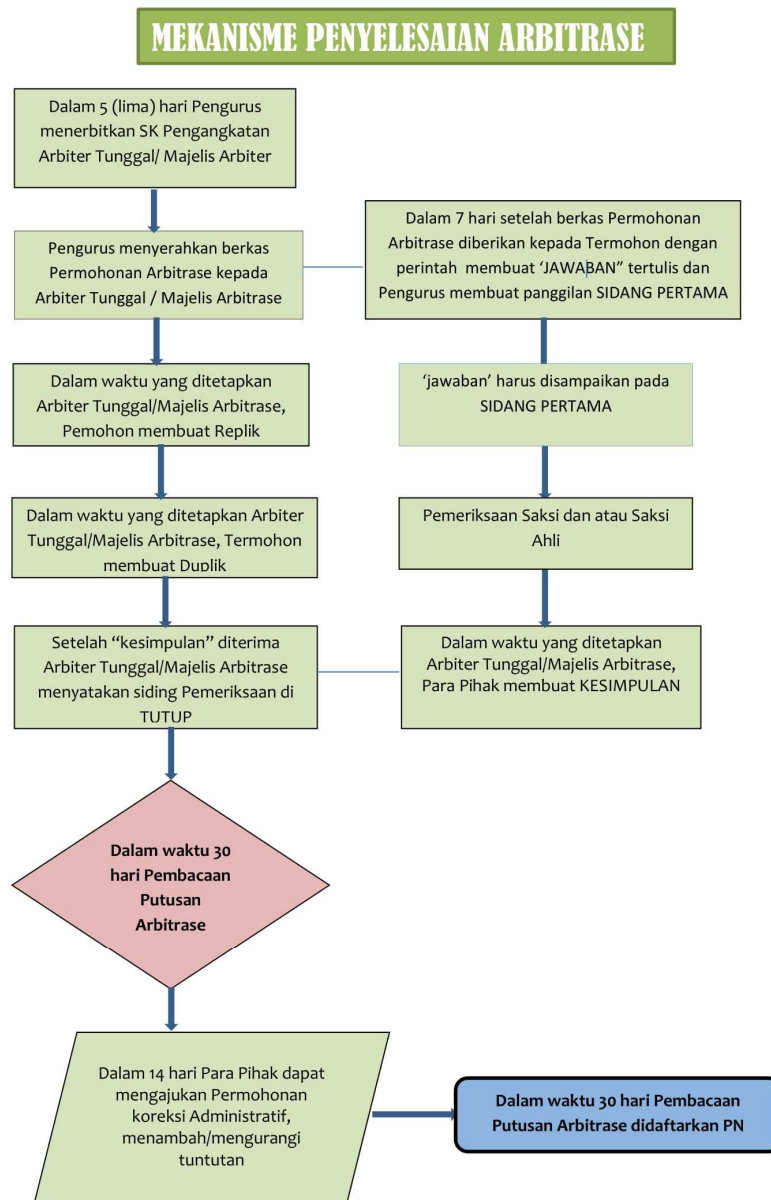 MEKANISME PENYELESAIAN ARBITRASE
Dalam 5 (lima) hari Pengurus
menerbitkan SK Pengangkatan
Arbiter Tunggal/ Majelis Arbiter
Pengurus menyerahkan berkas
Permohonan Arbitrase kepada
Arbiter Tunggal / Majelis Arbitrase
Dalam 7 hari setelah berkas Permohonan
Arbitrase diberikan kepada Termohon dengan
perintah membuat ‘JAWABAN” tertulis dan
Pengurus membuat panggilan SIDANG PERTAMA
Dalam waktu yang ditetapkan
Arbiter Tunggal/Majelis Arbitrase,
Pemohon membuat Replik
‘jawaban’ harus disampaikan pada
SIDANG PERTAMA
Dalam waktu yang ditetapkan Arbiter
Tunggal/Majelis Arbitrase, Termohon
membuat Duplik
Pemeriksaan Saksi dan atau Saksi
Ahli
Setelah “kesimpulan” diterima
Arbiter Tunggal/Majelis Arbitrase
menyatakan siding Pemeriksaan di
TUTUP
Dalam waktu yang ditetapkan
Arbiter Tunggal/Majelis Arbitrase,
Para Pihak membuat KESIMPULAN
Dalam waktu 30
hari Pembacaan
Putusan
Arbitrase
Dalam 14 hari Para Pihak dapat
mengajukan Permohonan
koreksi Administratif,
menambah/mengurangi
tuntutan
Dalam waktu 30 hari Pembacaan
Putusan Arbitrase didaftarkan PN